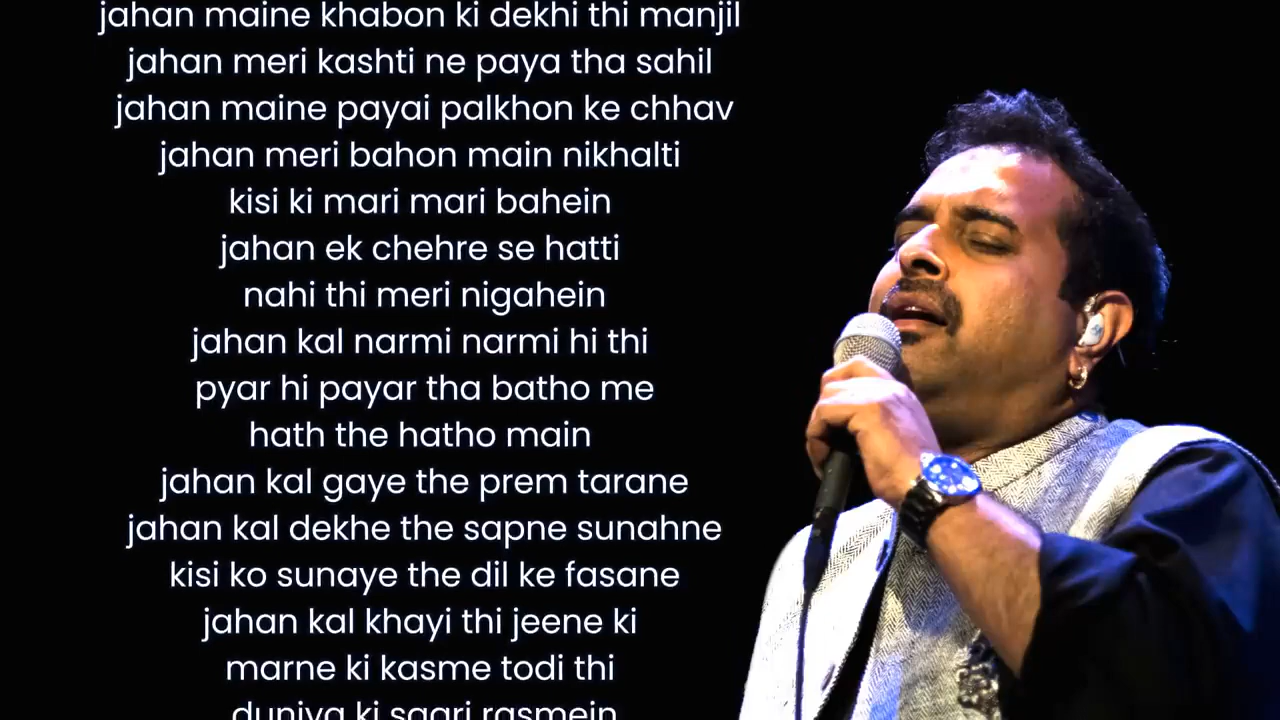 jahan maine khabon ki dekhi thi manjil
jahan meri kashti ne paya tha sahil
jahan maine payai palkhon ke chhav
jahan meri bahon main nikhalti
kisi ki mari mari bahein
jahan ek chehre se hatti
nahi thi meri nigahein
jahan kal narmi narmi hi thi
pyar hi payar tha batho me
hath the hatho main
jahan kal gaye the prem tarane
jahan kal dekhe the sapne sunahne
kisi ko sunaye the dil ke fasane
jahan kal khayi thi jeene ki
marne ki kasme todi thi
duniya ki saari rasmein